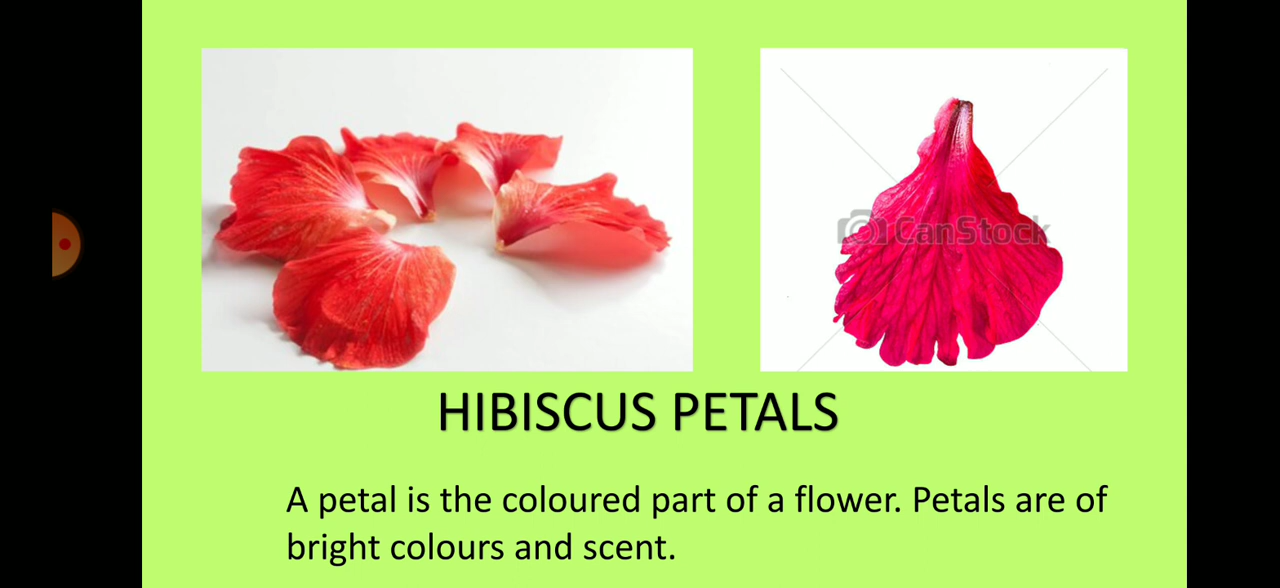 CanStock
HIBISCUS PETALS
A petal is the coloured part of a flower. Petals are of
bright colours and scent.